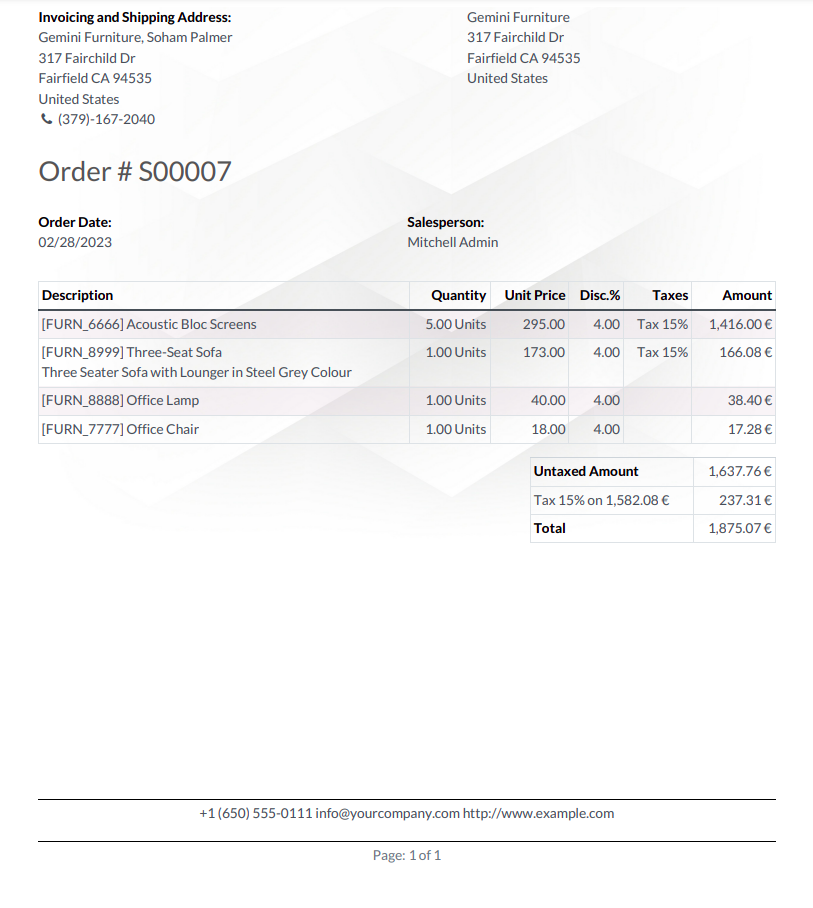 Invoicing and Shipping Address:
Gemini Furniture, Soham Palmer
317 Fairchild Dr
Fairfield CA 94535
United States
(379)-167-2040
Gemini Furniture
317 Fairchild Dr
Fairfield CA 94535
United States
Order # S00007
Order Date:
02/28/2023
Salesperson:
Mitchell Admin
Description Quantity Unit Price Disc.% Taxes Amount
[FURN_6666] Acoustic Bloc Screens 5.00 Units 295.00 4.00 Tax 15% 1,416.00 €
[FURN_8999] Three-Seat Sofa 1.00 Units 173.00 4.00 Tax 15% 166.08 €
Three Seater Sofa with Lounger in Steel Grey Colour
[FURN_8888] Office Lamp 1.00 Units 40.00 4.00 38.40 €
[FURN_7777] Office Chair 1.00 Units 18.00 4.00 17.28 €
Untaxed Amount 1,637.76 €
Tax 15% on 1,582.08 € 237.31 €
Total 1,875.07 €
+1 (650) 555-0111 info@yourcompany.com http://www.example.com
Page: 1 of 1